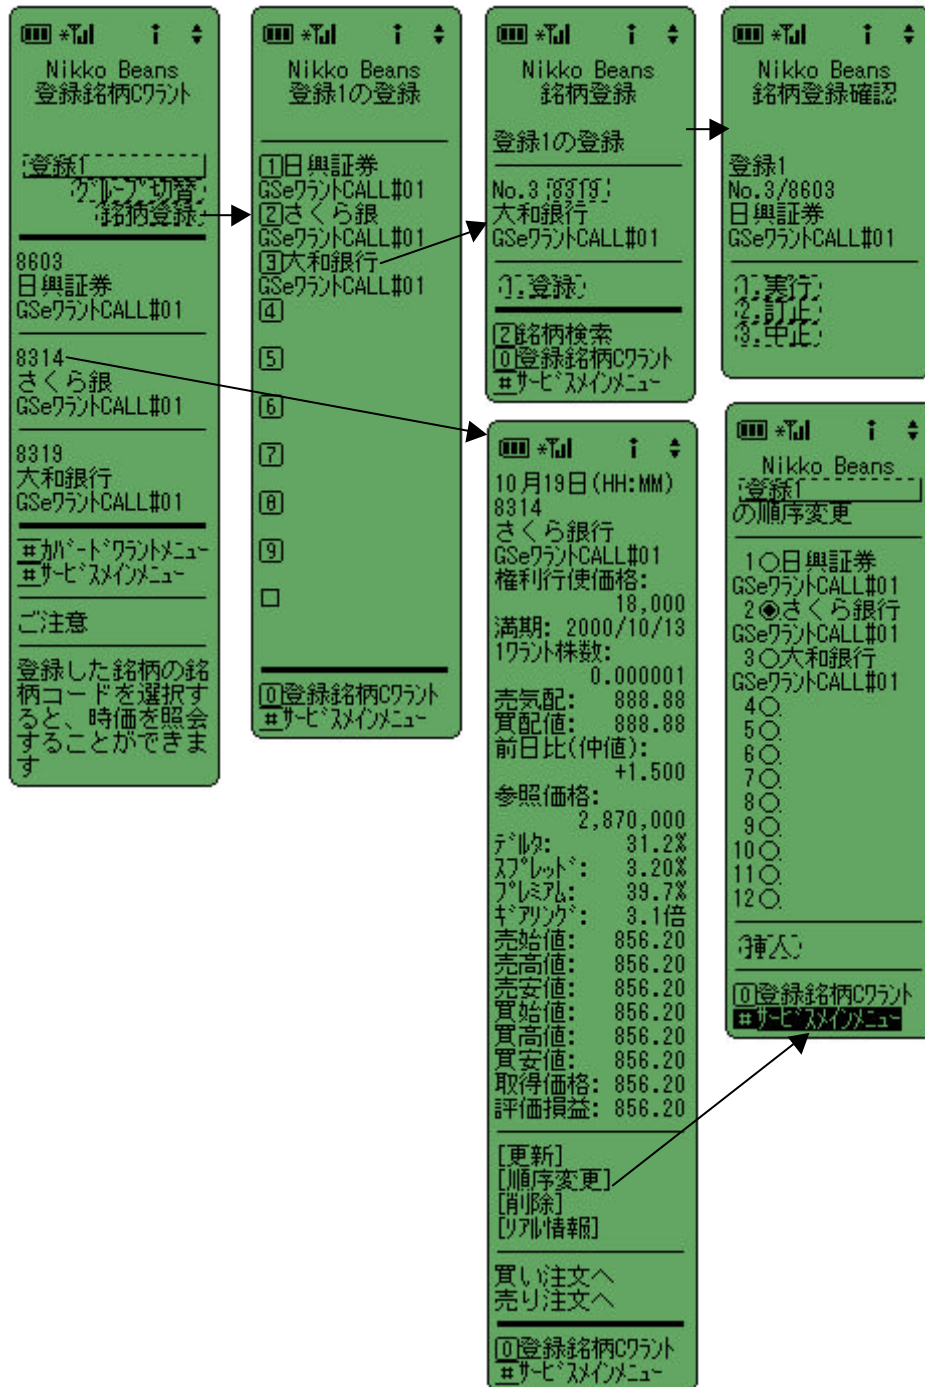 Nikko Beans
登録銘柄Cﾜﾗﾝﾄ
登録1
ｸﾞﾙｰﾌﾟ切替
銘柄登録
8603
日興証券
GSeﾜﾗﾝﾄCALL#01
8314
さくら銀
GSeﾜﾗﾝﾄCALL#01
8319
大和銀行
GSeﾜﾗﾝﾄCALL#01
#ｶﾊﾞｰﾄﾞﾜﾗﾝﾄﾒﾆｭｰ
#ｻｰﾋﾞｽﾒｲﾝﾒﾆｭｰ
ご注意
登録した銘柄の銘
柄コードを選択す
ると、時価を照会
することができま
す
Nikko Beans
登録1の登録
1日興証券
GSeﾜﾗﾝﾄCALL#01
2さくら銀
GSeﾜﾗﾝﾄCALL#01
3大和銀行
GSeﾜﾗﾝﾄCALL#01
4
5
6
7
8
9
0登録銘柄Cﾜﾗﾝﾄ
#ｻｰﾋﾞｽﾒｲﾝﾒﾆｭｰ
Nikko Beans
銘柄登録
登録1の登録
No.3 8319
大和銀行
GSeﾜﾗﾝﾄCALL#01
1.登録
2銘柄検索
0登録銘柄Cﾜﾗﾝﾄ
#ｻｰﾋﾞｽﾒｲﾝﾒﾆｭｰ
Nikko Beans
銘柄登録確認
登録1
No.3/8603
日興証券
GSeﾜﾗﾝﾄCALL#01
1.実行
2.訂正
3.中止
10月19日(HH:MM)
8314
さくら銀行
GSeﾜﾗﾝﾄCALL#01
権利行使価格:
18,000
満期: 2000/10/13
1ﾜﾗﾝﾄ株数:
0.000001
売気配: 888.88
買配値: 888.88
前日比(仲値):
+1.500
参照価格:
2,870,000
ﾃﾞﾙﾀ: 31.2%
ｽﾌﾟﾚｯﾄﾞ: 3.20%
ﾌﾟﾚﾐｱﾑ: 39.7%
ｷﾞｱﾘﾝｸﾞ: 3.1倍
売始値: 856.20
売高値: 856.20
売安値: 856.20
買始値: 856.20
買高値: 856.20
買安値: 856.20
取得価格: 856.20
評価損益: 856.20
[更新]
[順序変更]
[削除]
[ﾘｱﾙ情報]
買い注文へ
売り注文へ
0登録銘柄Cﾜﾗﾝﾄ
#ｻｰﾋﾞｽﾒｲﾝﾒﾆｭｰ
Nikko Beans
登録1
の順序変更
1○日興証券
GSeﾜﾗﾝﾄCALL#01
2◉さくら銀行
GSeﾜﾗﾝﾄCALL#01
3○大和銀行
GSeﾜﾗﾝﾄCALL#01
4○
5○
6○
7○
8○
9○
10○
11○
12○
挿入
0登録銘柄Cﾜﾗﾝﾄ
#ｻｰﾋﾞｽﾒｲﾝﾒﾆｭｰ